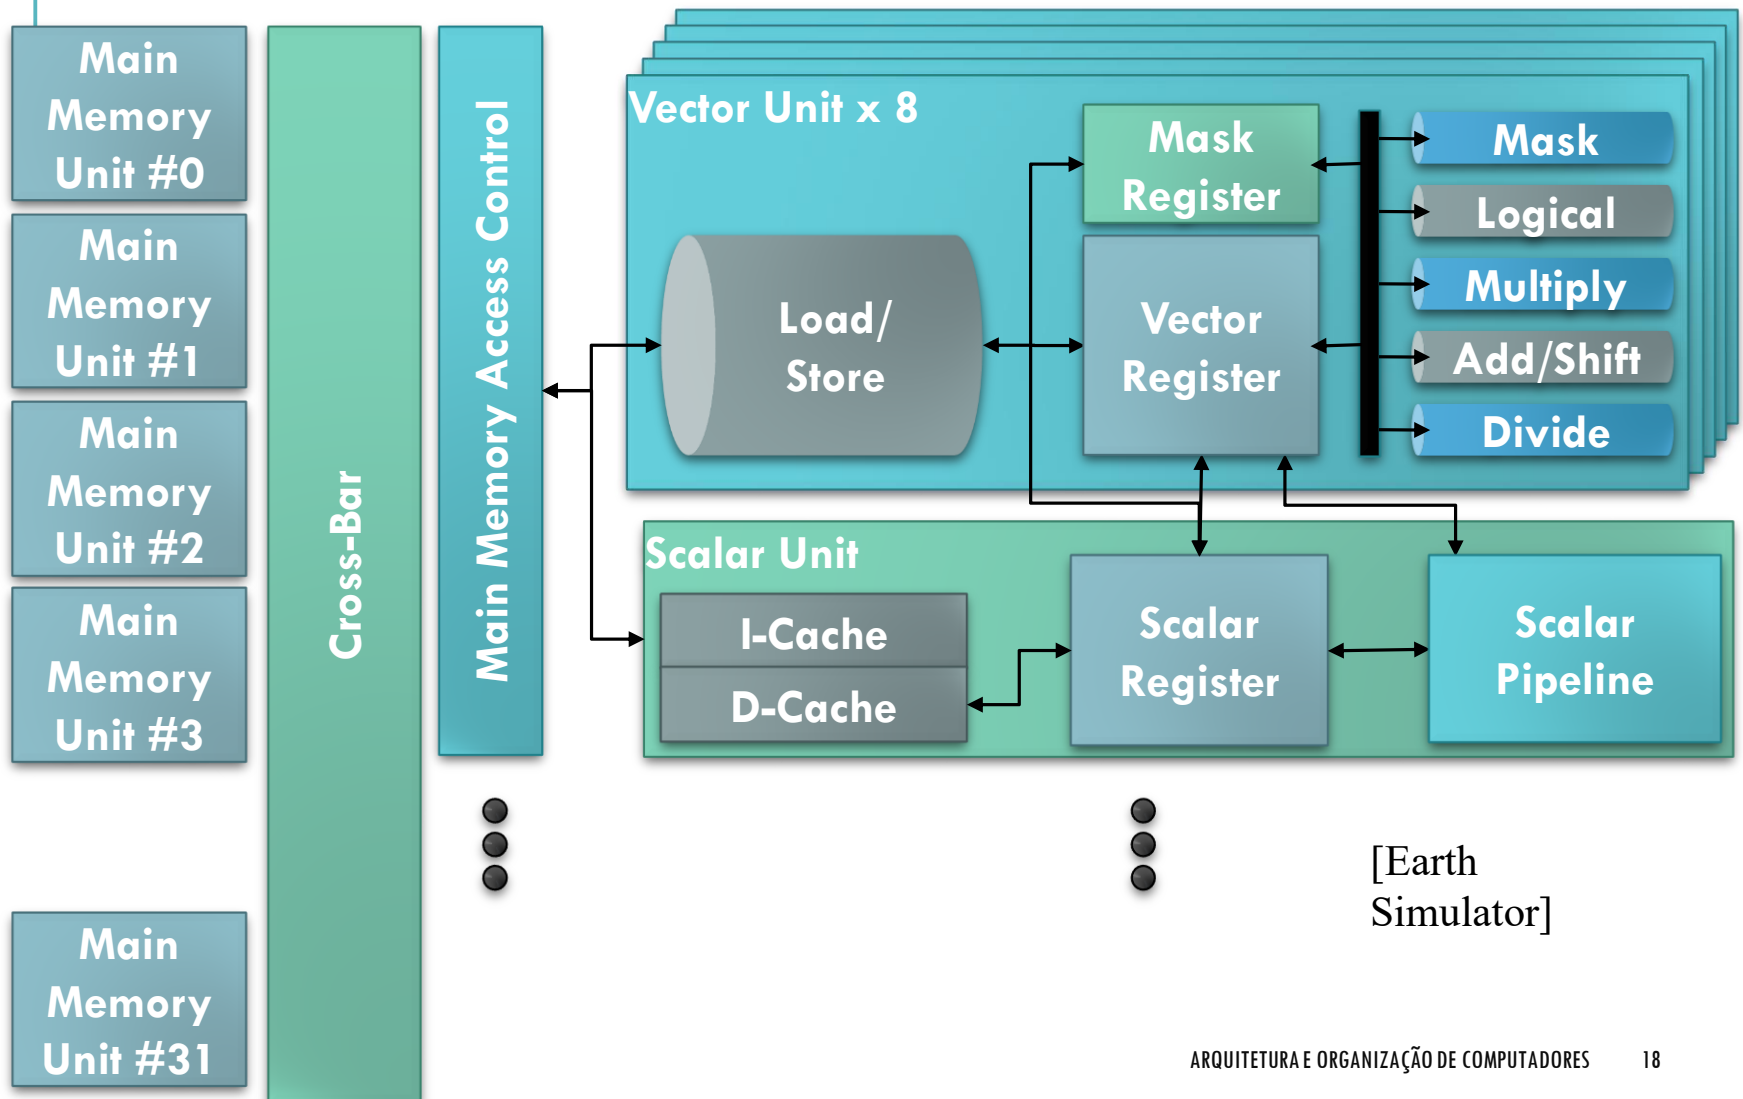 Main
Memory
Unit #0
Main
Memory
Unit #1
Main
Memory
Unit #2
Main
Memory
Unit #3
Main
Memory
Unit #31
Cross-Bar
Main Memory Access Control
Vector Unit x 8
Load/
Store
Mask
Register
Vector
Register
Mask
Logical
Multiply
Add/Shift
Divide
Scalar Unit
I-Cache
D-Cache
Scalar
Register
Scalar
Pipeline
[Earth
Simulator]
ARQUITETURA E ORGANIZAÇÃO DE COMPUTADORES 18